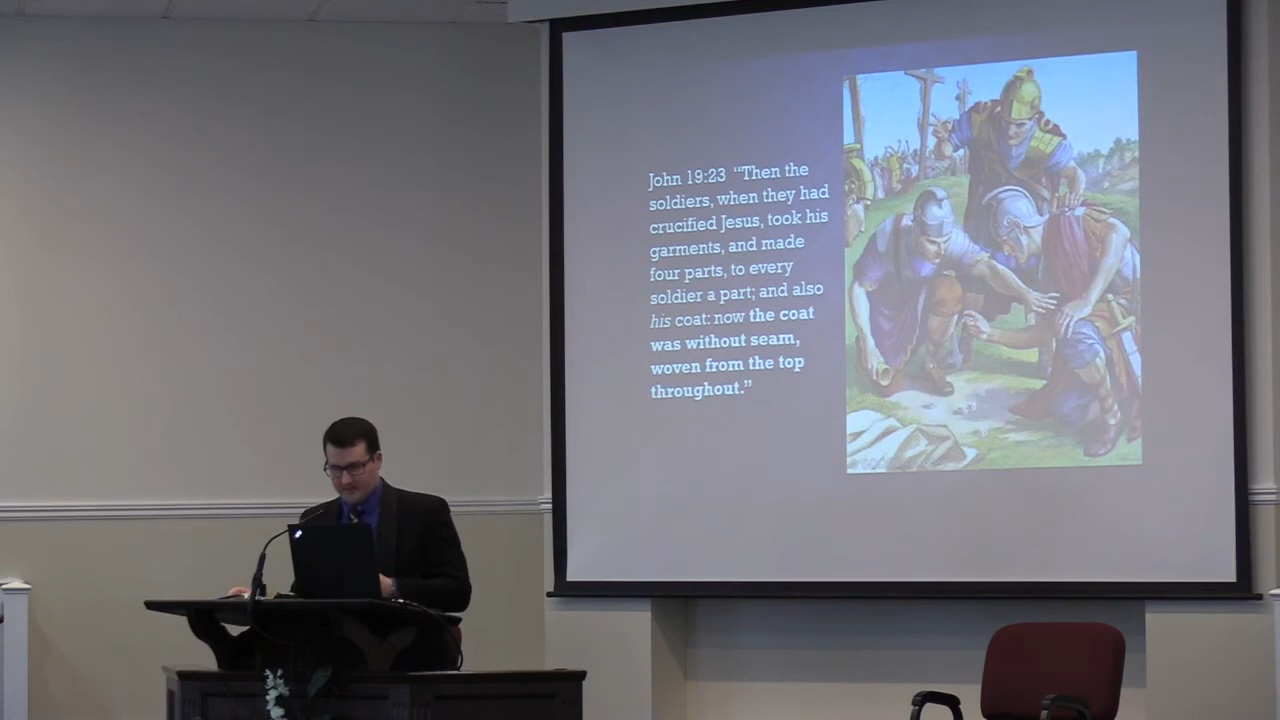 John 19:23 “Then the
soldiers, when they had
crucified Jesus, took his
garments, and made
four parts, to every
soldier a part; and also
his coat: now the coat
was without seam,
woven from the top
throughout.”